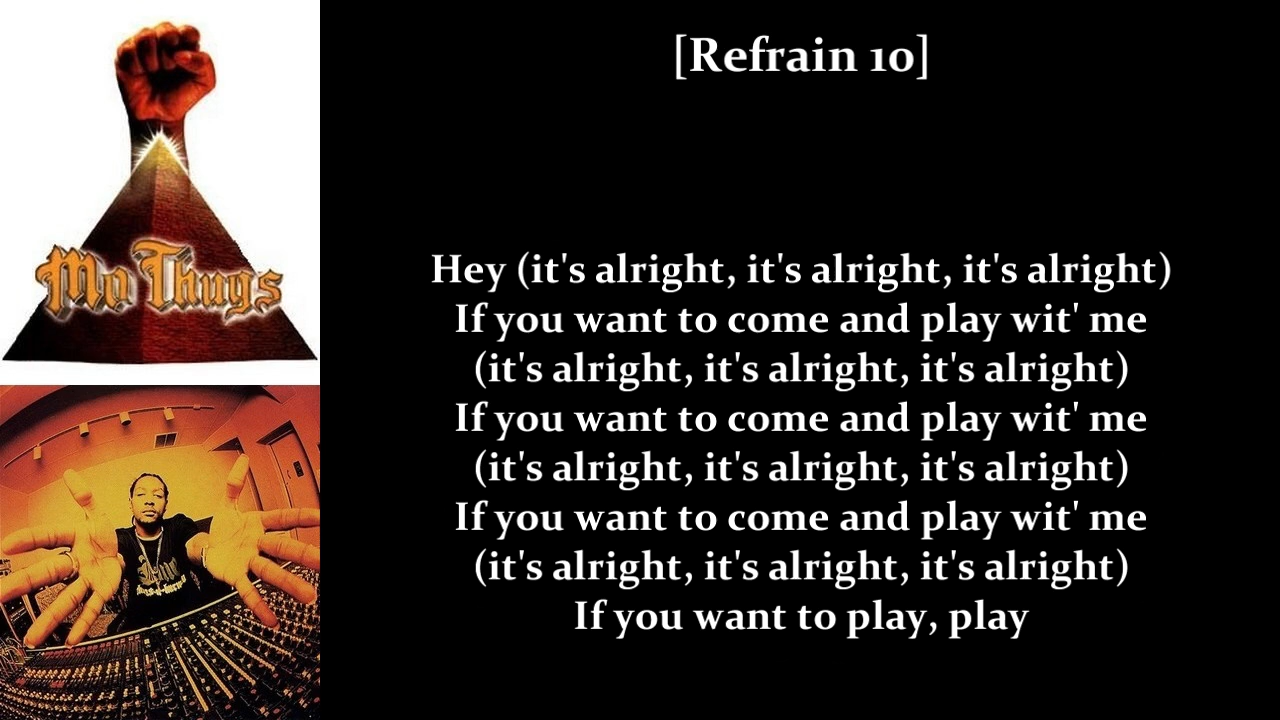 [Refrain 10]
Mo Thugs
Hey (it's alright, it's alright, it's alright)
If you want to come and play wit' me
(it's alright, it's alright, it's alright)
If you want to come and play wit' me
(it's alright, it's alright, it's alright)
If you want to come and play wit' me
(it's alright, it's alright, it's alright)
If you want to play, play